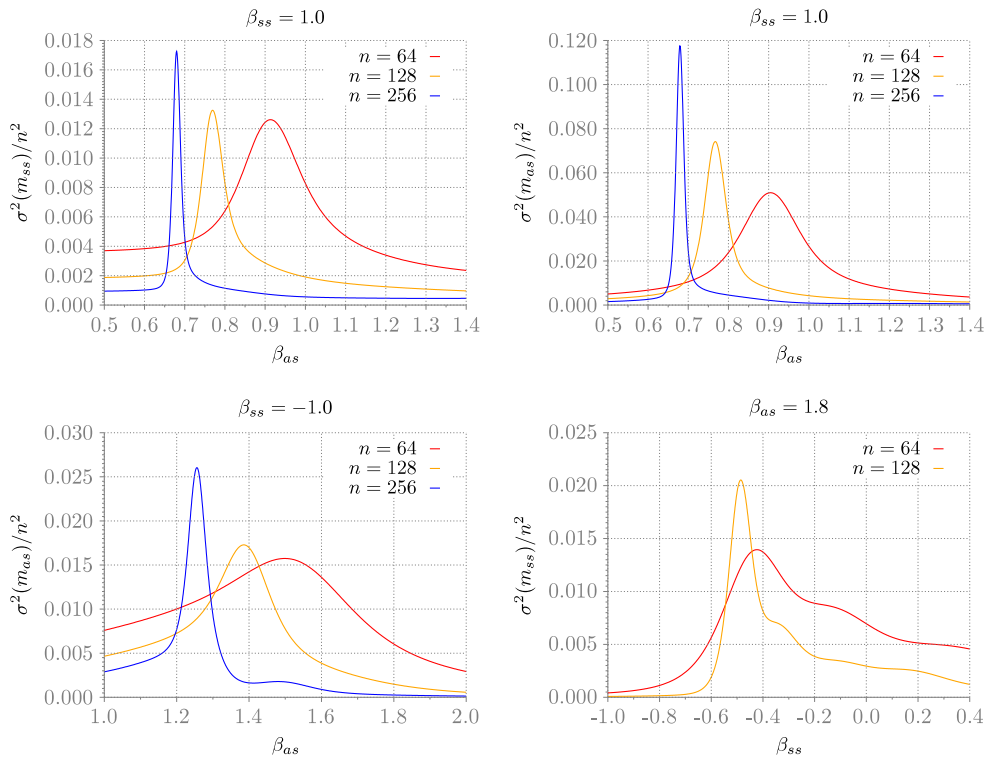 β_ss = 1.0
0.018
0.016
0.014
0.012
0.010
0.008
0.006
0.004
0.002
0.000
σ²(m_ss)/n²
n = 64
n = 128
n = 256
0.5 0.6 0.7 0.8 0.9 1.0 1.1 1.2 1.3 1.4
β_as
β_ss = 1.0
0.120
0.100
0.080
0.060
0.040
0.020
0.000
σ²(m_as)/n²
n = 64
n = 128
n = 256
0.5 0.6 0.7 0.8 0.9 1.0 1.1 1.2 1.3 1.4
β_as
β_ss = −1.0
0.030
0.025
0.020
0.015
0.010
0.005
0.000
σ²(m_as)/n²
n = 64
n = 128
n = 256
1.0 1.2 1.4 1.6 1.8 2.0
β_as
β_as = 1.8
0.025
0.020
0.015
0.010
0.005
0.000
σ²(m_ss)/n²
n = 64
n = 128
-1.0 -0.8 -0.6 -0.4 -0.2 0.0 0.2 0.4
β_ss